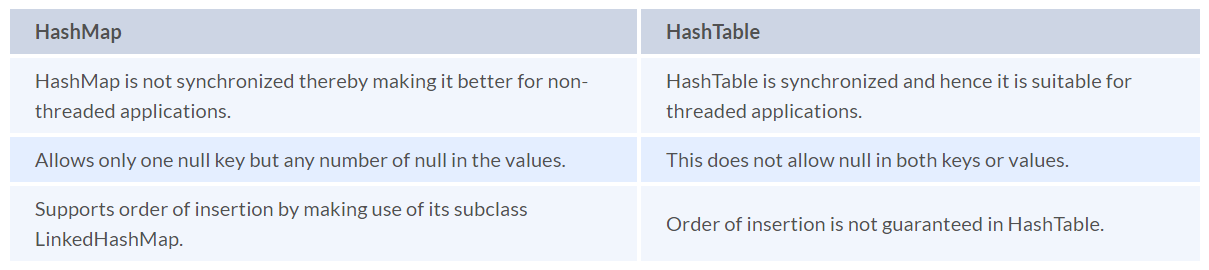 HashMap
HashTable
HashMap is not synchronized thereby making it better for non-
threaded applications.
HashTable is synchronized and hence it is suitable for
threaded applications.
Allows only one null key but any number of null in the values.
This does not allow null in both keys or values.
Supports order of insertion by making use of its subclass
LinkedHashMap.
Order of insertion is not guaranteed in HashTable.